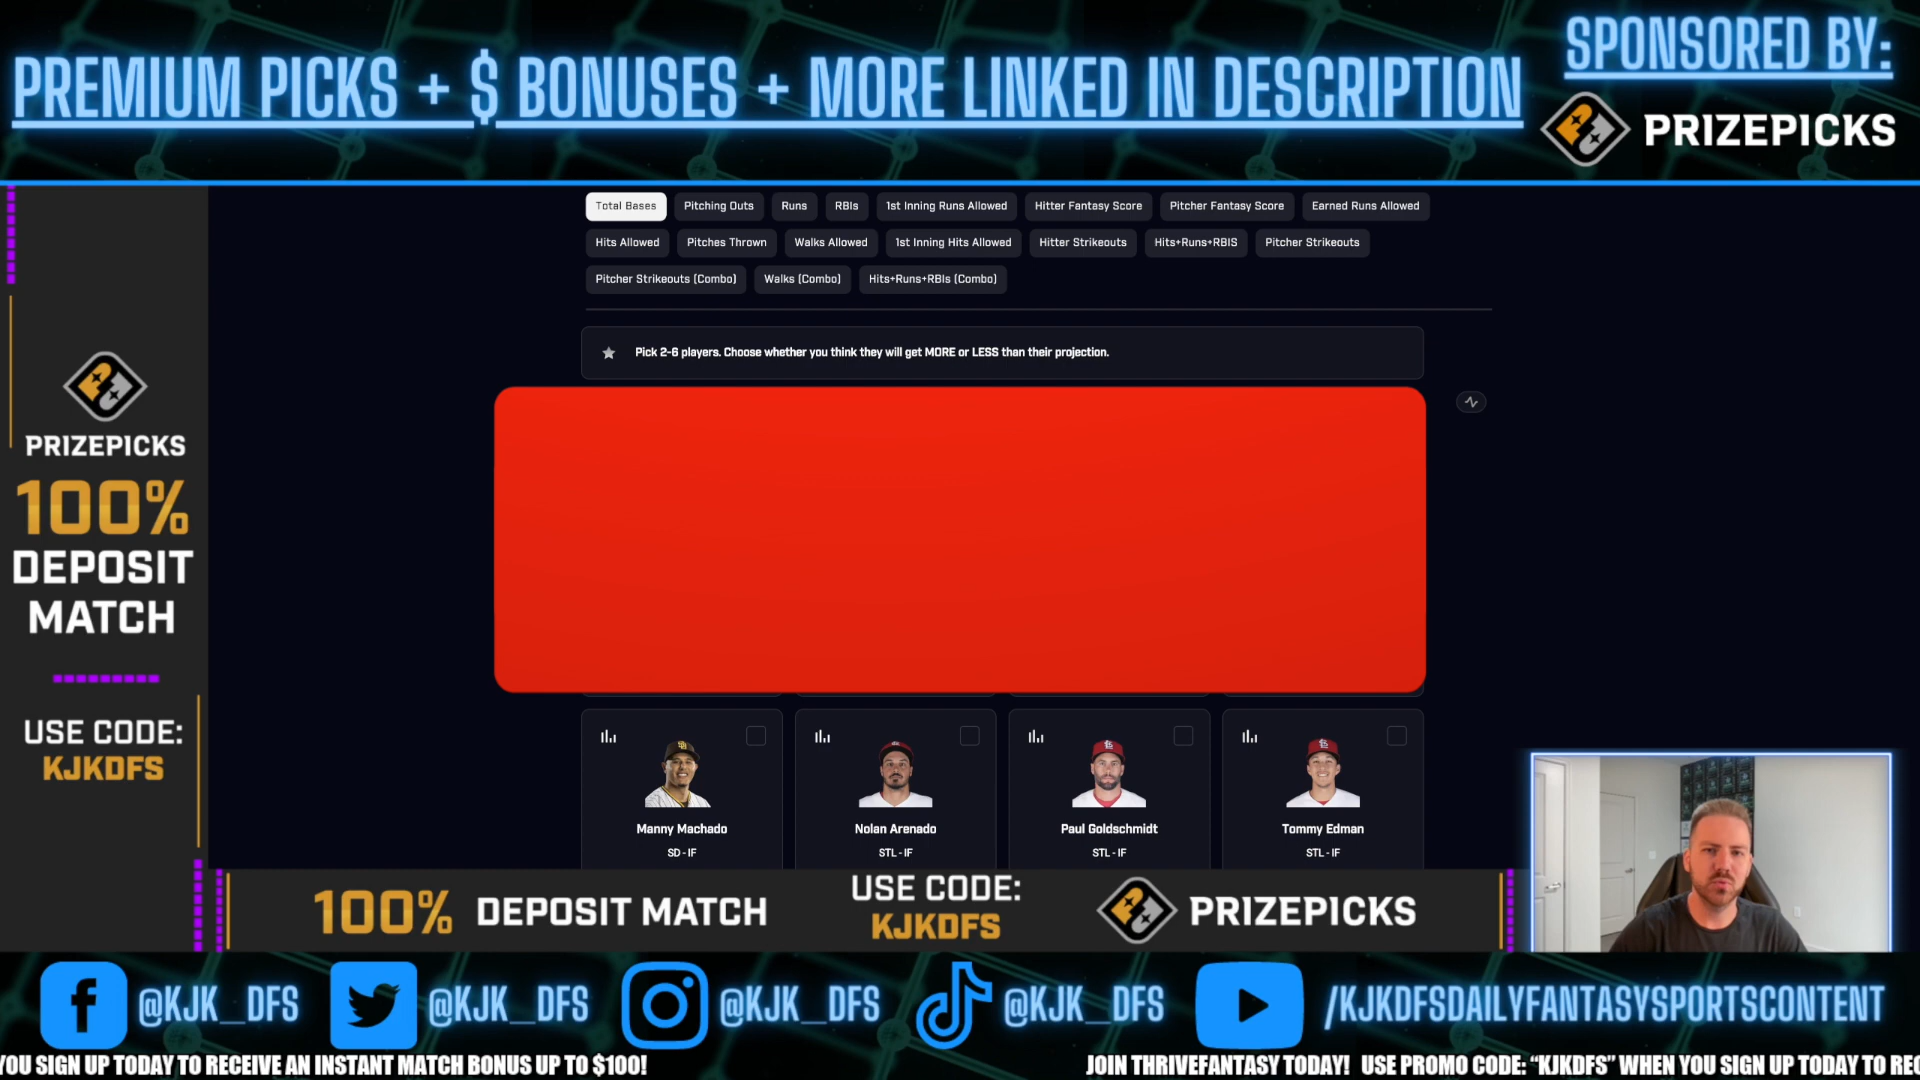 PREMIUM PICKS + $ BONUSES + MORE LINKED IN DESCRIPTION
SPONSORED BY:
PRIZEPICKS
Total Bases
Pitching Outs
Runs
RBIs
1st Inning Runs Allowed
Hitter Fantasy Score
Pitcher Fantasy Score
Earned Runs Allowed
Hits Allowed
Pitches Thrown
Walks Allowed
1st Inning Hits Allowed
Hitter Strikeouts
Hits+Runs+RBIS
Pitcher Strikeouts
Pitcher Strikeouts (Combo)
Walks (Combo)
Hits+Runs+RBIs (Combo)
Pick 2-6 players. Choose whether you think they will get MORE or LESS than their projection.
PRIZEPICKS
100%
DEPOSIT
MATCH
USE CODE:
KJKDFS
Manny Machado
SD - IF
Nolan Arenado
STL - IF
Paul Goldschmidt
STL - IF
Tommy Edman
STL - IF
100% DEPOSIT MATCH
USE CODE:
KJKDFS
PRIZEPICKS
@KJK_DFS
@KJK_DFS
@KJK_DFS
@KJK_DFS
/KJKDFSDAILYFANTASYSPORTSCONTENT
YOU SIGN UP TODAY TO RECEIVE AN INSTANT MATCH BONUS UP TO $100!
JOIN THRIVEFANTASY TODAY! USE PROMO CODE: "KJKDFS" WHEN YOU SIGN UP TODAY TO REC